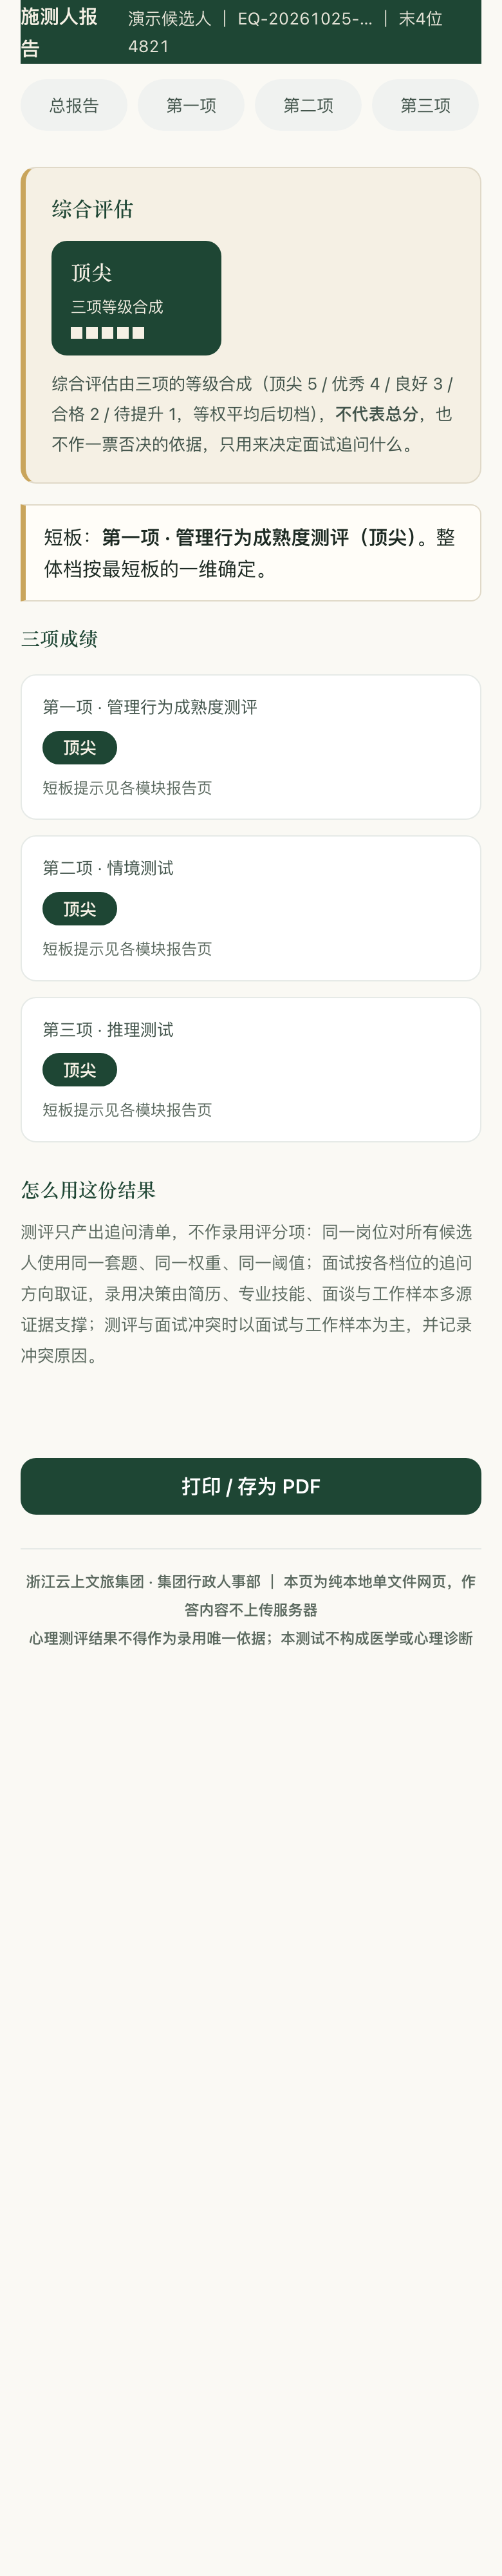 施测人报告
演示候选人 ｜ EQ-20261025-... ｜ 末4位
4821
总报告 第一项 第二项 第三项
综合评估
顶尖
三项等级合成
综合评估由三项的等级合成（顶尖 5 / 优秀 4 / 良好 3 /
合格 2 / 待提升 1，等权平均后切档），不代表总分，也
不作一票否决的依据，只用来决定面试追问什么。
短板：第一项 · 管理行为成熟度测评（顶尖）。整
体档按最短板的一维确定。
三项成绩
第一项 · 管理行为成熟度测评
顶尖
短板提示见各模块报告页
第二项 · 情境测试
顶尖
短板提示见各模块报告页
第三项 · 推理测试
顶尖
短板提示见各模块报告页
怎么用这份结果
测评只产出追问清单，不作录用评分项：同一岗位对所有候选
人使用同一套题、同一权重、同一阈值；面试按各档位的追问
方向取证，录用决策由简历、专业技能、面谈与工作样本多源
证据支撑；测评与面试冲突时以面试与工作样本为主，并记录
冲突原因。
打印 / 存为 PDF
浙江云上文旅集团 · 集团行政人事部 ｜ 本页为纯本地单文件网页，作
答内容不上传服务器
心理测评结果不得作为录用唯一依据；本测试不构成医学或心理诊断